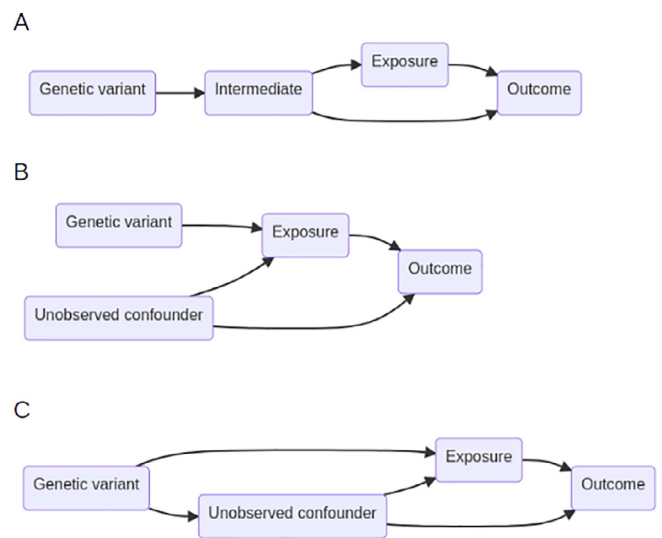 A
Exposure
Genetic variant
Intermediate
Outcome
B
Genetic variant
Exposure
Outcome
Unobserved confounder
C
Exposure
Genetic variant
Outcome
Unobserved confounder